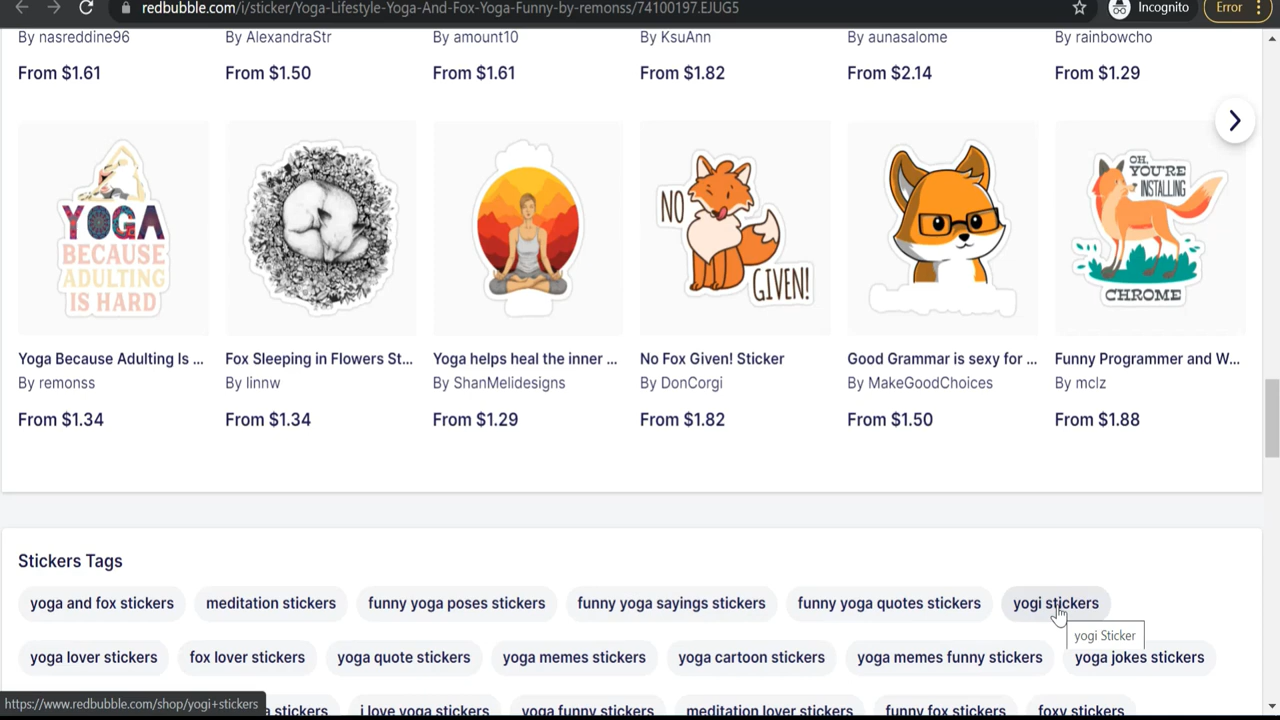 redbubble.com/i/sticker/Yoga-Lifestyle-Yoga-And-Fox-Yoga-Funny-by-remonss/74100197.EJUG5
Incognito
Error
By nasreddine96
By AlexandraStr
By amount10
By KsuAnn
By aunasalome
By rainbowcho
From $1.61
From $1.50
From $1.61
From $1.82
From $2.14
From $1.29
YOGA
BECAUSE
ADULTING
IS HARD
NO
GIVEN!
OH,
YOU'RE
INSTALLING
CHROME
Yoga Because Adulting Is ...
Fox Sleeping in Flowers St...
Yoga helps heal the inner ...
No Fox Given! Sticker
Good Grammar is sexy for ...
Funny Programmer and W...
By remonss
By linnw
By ShanMelidesigns
By DonCorgi
By MakeGoodChoices
By mclz
From $1.34
From $1.34
From $1.29
From $1.82
From $1.50
From $1.88
Stickers Tags
yoga and fox stickers
meditation stickers
funny yoga poses stickers
funny yoga sayings stickers
funny yoga quotes stickers
yogi stickers
yogi Sticker
yoga lover stickers
fox lover stickers
yoga quote stickers
yoga memes stickers
yoga cartoon stickers
yoga memes funny stickers
yoga jokes stickers
https://www.redbubble.com/shop/yogi+stickers
stickers
i love yoga stickers
yoga funny stickers
meditation lover stickers
funny fox stickers
foxy stickers